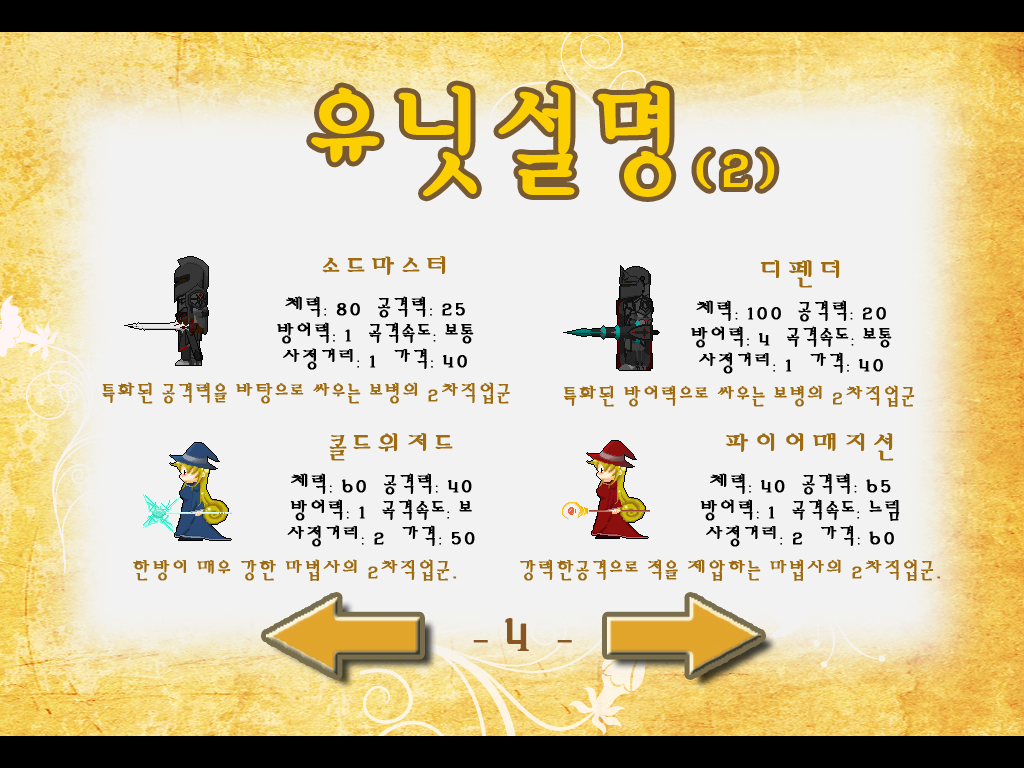 유닛설명(2)
소드마스터
체력: 80 공격력: 25
방어력: 1 공격속도: 보통
사정거리: 1 가격: 40
특화된 공격력을 바탕으로 싸우는 보병의 2차직업군
디펜더
체력: 100 공격력: 20
방어력: 4 공격속도: 보통
사정거리: 1 가격: 40
특화된 방어력으로 싸우는 보병의 2차직업군
콜드위저드
체력: 60 공격력: 40
방어력: 1 공격속도: 보
사정거리: 2 가격: 50
한방이 매우 강한 마법사의 2차직업군.
파이어매지션
체력: 40 공격력: 65
방어력: 1 공격속도: 느림
사정거리: 2 가격: 60
강력한공격으로 적을 제압하는 마법사의 2차직업군.
- 4 -